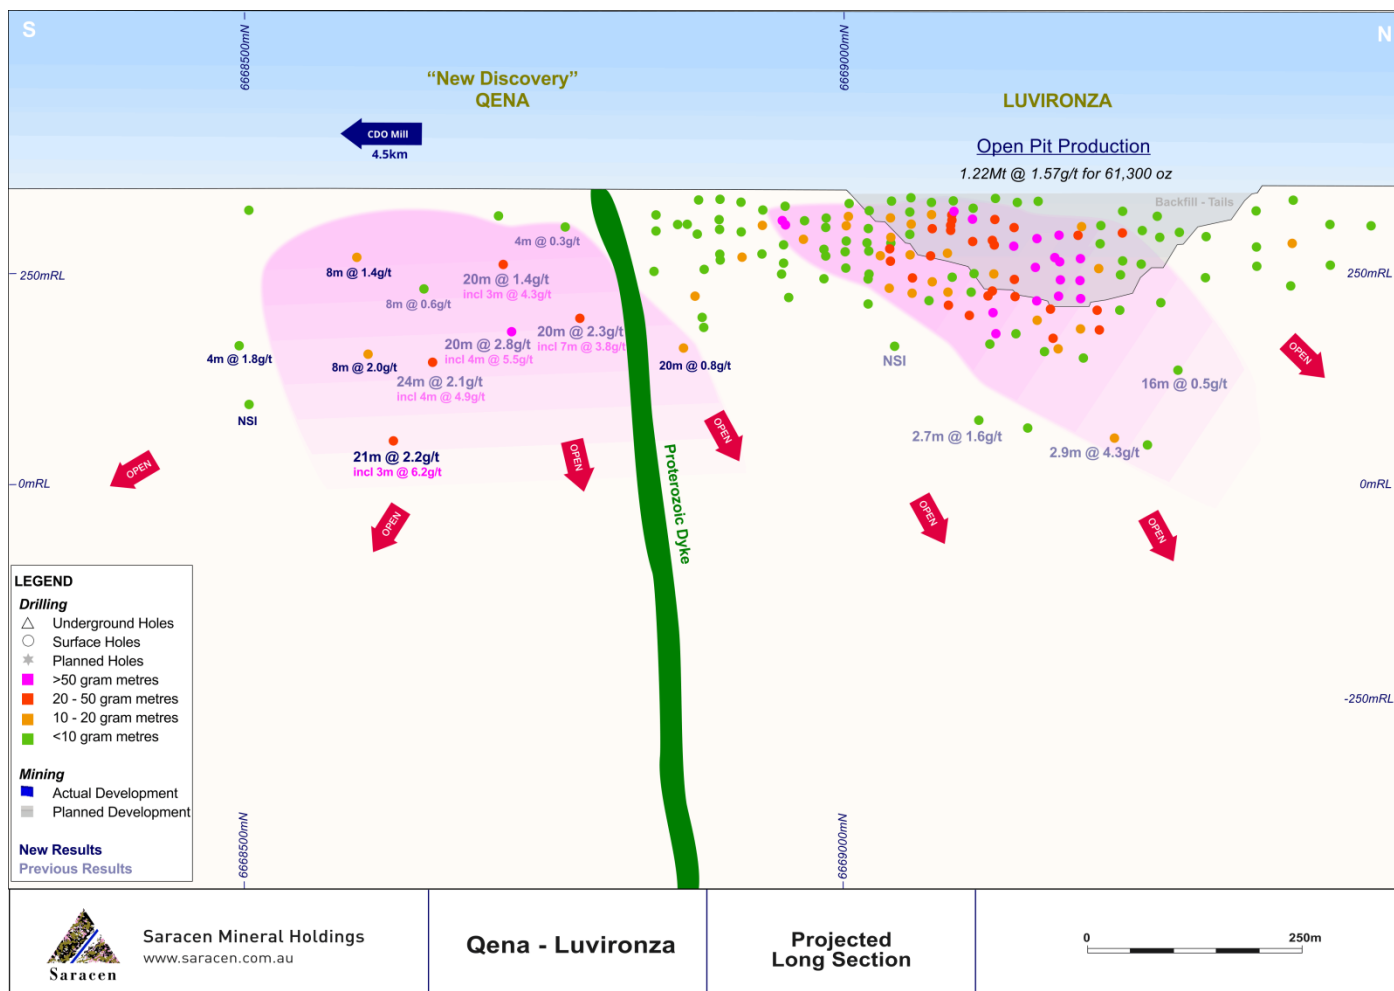 S
N
6668500mN
6669000mN
“New Discovery”
QENA
LUVIRONZA
CDO Mill
4.5km
Open Pit Production
1.22Mt @ 1.57g/t for 61,300 oz
Backfill - Tails
4m @ 0.3g/t
250mRL
8m @ 1.4g/t
20m @ 1.4g/t
incl 3m @ 4.3g/t
250mRL
8m @ 0.6g/t
20m @ 2.3g/t
incl 7m @ 3.8g/t
20m @ 2.8g/t
incl 4m @ 5.5g/t
4m @ 1.8g/t
8m @ 2.0g/t
20m @ 0.8g/t
NSI
OPEN
24m @ 2.1g/t
incl 4m @ 4.9g/t
16m @ 0.5g/t
NSI
OPEN
2.7m @ 1.6g/t
2.9m @ 4.3g/t
21m @ 2.2g/t
incl 3m @ 6.2g/t
OPEN
OPEN
0mRL
0mRL
Proterozoic Dyke
OPEN
OPEN
OPEN
LEGEND
Drilling
Underground Holes
Surface Holes
Planned Holes
>50 gram metres
20 - 50 gram metres
10 - 20 gram metres
<10 gram metres
Mining
Actual Development
Planned Development
New Results
Previous Results
-250mRL
6668500mN
6669000mN
Saracen
Saracen Mineral Holdings
www.saracen.com.au
Qena - Luvironza
Projected
Long Section
0
250m